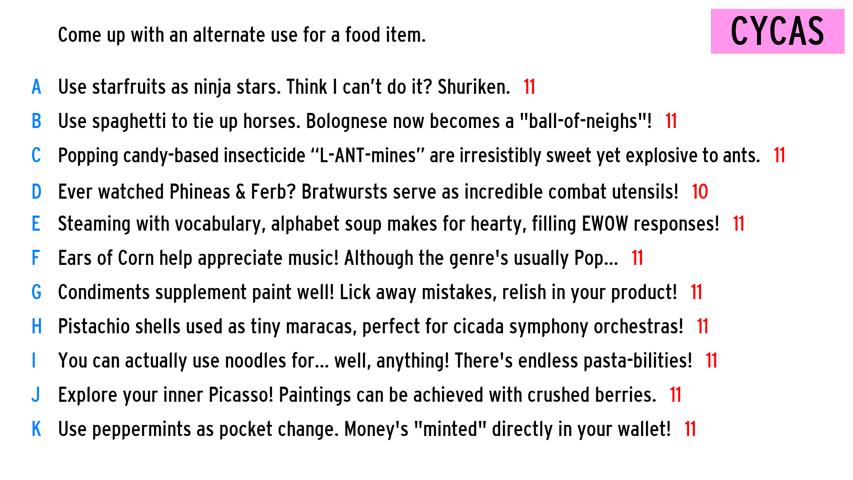 Come up with an alternate use for a food item.
CYCAS
A Use starfruits as ninja stars. Think I can't do it? Shuriken. 11
B Use spaghetti to tie up horses. Bolognese now becomes a "ball-of-neighs"! 11
C Popping candy-based insecticide “L-ANT-mines” are irresistibly sweet yet explosive to ants. 11
D Ever watched Phineas & Ferb? Bratwursts serve as incredible combat utensils! 10
E Steaming with vocabulary, alphabet soup makes for hearty, filling EWOW responses! 11
F Ears of Corn help appreciate music! Although the genre's usually Pop... 11
G Condiments supplement paint well! Lick away mistakes, relish in your product! 11
H Pistachio shells used as tiny maracas, perfect for cicada symphony orchestras! 11
I You can actually use noodles for... well, anything! There's endless pasta-bilities! 11
J Explore your inner Picasso! Paintings can be achieved with crushed berries. 11
K Use peppermints as pocket change. Money's "minted" directly in your wallet! 11